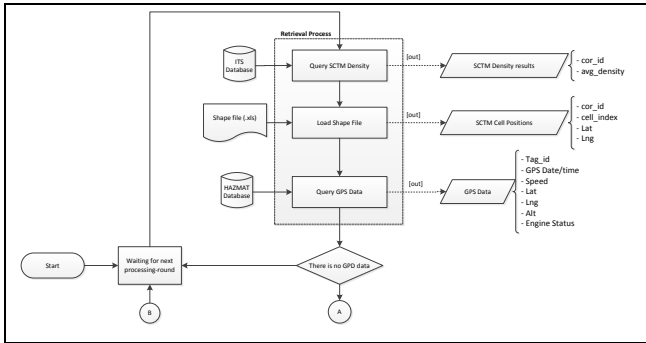 Retrieval Process
ITS
Database
Query SCTM Density
[out]
SCTM Density results
- cor_id
- avg_density
Shape file (.xls)
Load Shape File
[out]
SCTM Cell Positions
- cor_id
- cell_index
- Lat
- Lng
HAZMAT
Database
Query GPS Data
[out]
GPS Data
- Tag_id
- GPS Date/time
- Speed
- Lat
- Lng
- Alt
- Engine Status
Start
Waiting for next
processing-round
There is no GPD data
B
A